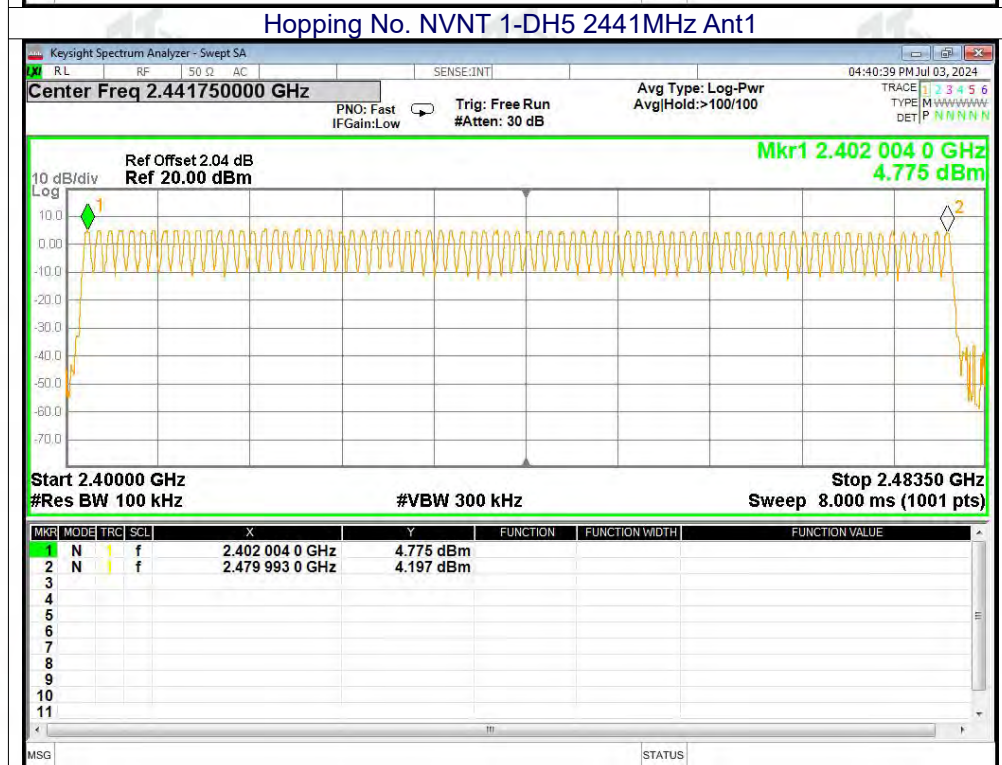 Hopping No. NVNT 1-DH5 2441MHz Ant1
Keysight Spectrum Analyzer - Swept SA
LXI RL RF 50 Ω AC SENSE:INT 04:40:39 PM Jul 03, 2024
Center Freq 2.441750000 GHz
PNO: Fast
IFGain:Low
Trig: Free Run
#Atten: 30 dB
Avg Type: Log-Pwr
Avg|Hold:>100/100
TRACE 1 2 3 4 5 6
TYPE M WWWWW
DET P N N N N N
Mkr1 2.402 004 0 GHz
4.775 dBm
Ref Offset 2.04 dB
10 dB/div Ref 20.00 dBm
Log
1
2
10.0
0.00
-10.0
-20.0
-30.0
-40.0
-50.0
-60.0
-70.0
Start 2.40000 GHz Stop 2.48350 GHz
#Res BW 100 kHz #VBW 300 kHz Sweep 8.000 ms (1001 pts)
MKR MODE TRC SCL X Y FUNCTION FUNCTION WIDTH FUNCTION VALUE
1 N 1 f 2.402 004 0 GHz 4.775 dBm
2 N 1 f 2.479 993 0 GHz 4.197 dBm
3
4
5
6
7
8
9
10
11
MSG STATUS